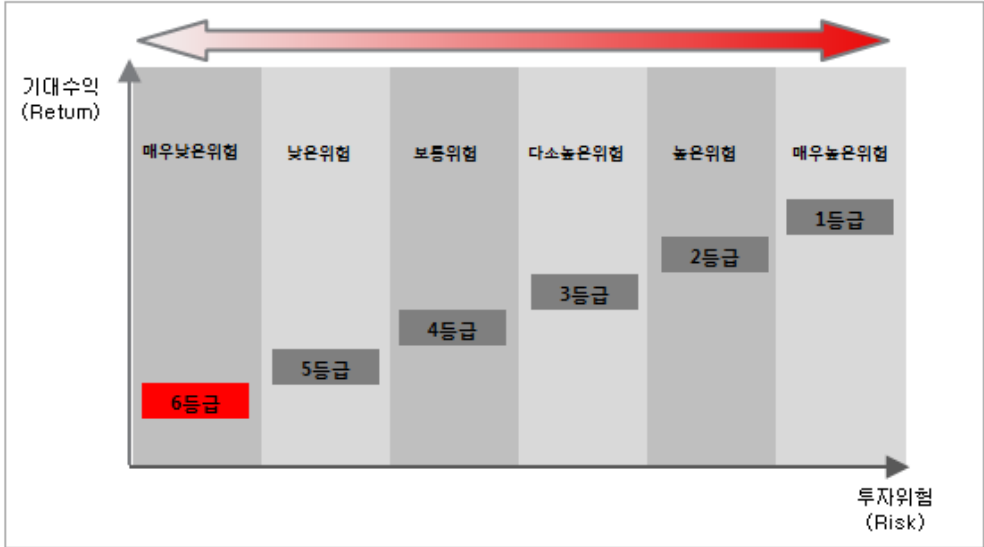 기대수익
(Return)
매우낮은위험 낮은위험 보통위험 다소높은위험 높은위험 매우높은위험
1등급
2등급
3등급
4등급
5등급
6등급
투자위험
(Risk)